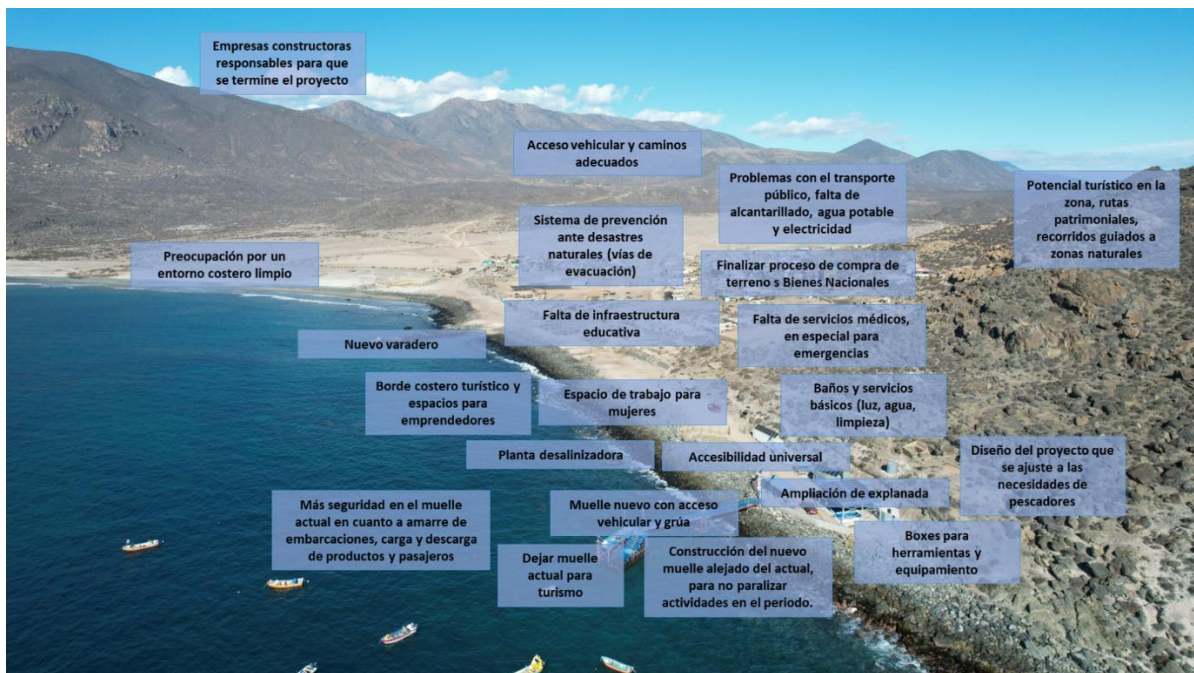 Empresas constructoras
responsables para que
se termine el proyecto
Acceso vehicular y caminos
adecuados
Problemas con el transporte
público, falta de
alcantarillado, agua potable
y electricidad
Potencial turístico en la
zona, rutas
patrimoniales,
recorridos guiados a
zonas naturales
Sistema de prevención
ante desastres
naturales (vías de
evacuación)
Preocupación por un
entorno costero limpio
Finalizar proceso de compra de
terreno s Bienes Nacionales
Falta de infraestructura
educativa
Falta de servicios médicos,
en especial para
emergencias
Nuevo varadero
Borde costero turístico y
espacios para
emprendedores
Espacio de trabajo para
mujeres
Baños y servicios
básicos (luz, agua,
limpieza)
Planta desalinizadora
Accesibilidad universal
Diseño del proyecto que
se ajuste a las
necesidades de
pescadores
Ampliación de explanada
Más seguridad en el muelle
actual en cuanto a amarre de
embarcaciones, carga y descarga
de productos y pasajeros
Muelle nuevo con acceso
vehicular y grúa
Boxes para
herramientas y
equipamiento
Dejar muelle
actual para
turismo
Construcción del nuevo
muelle alejado del actual,
para no paralizar
actividades en el periodo.